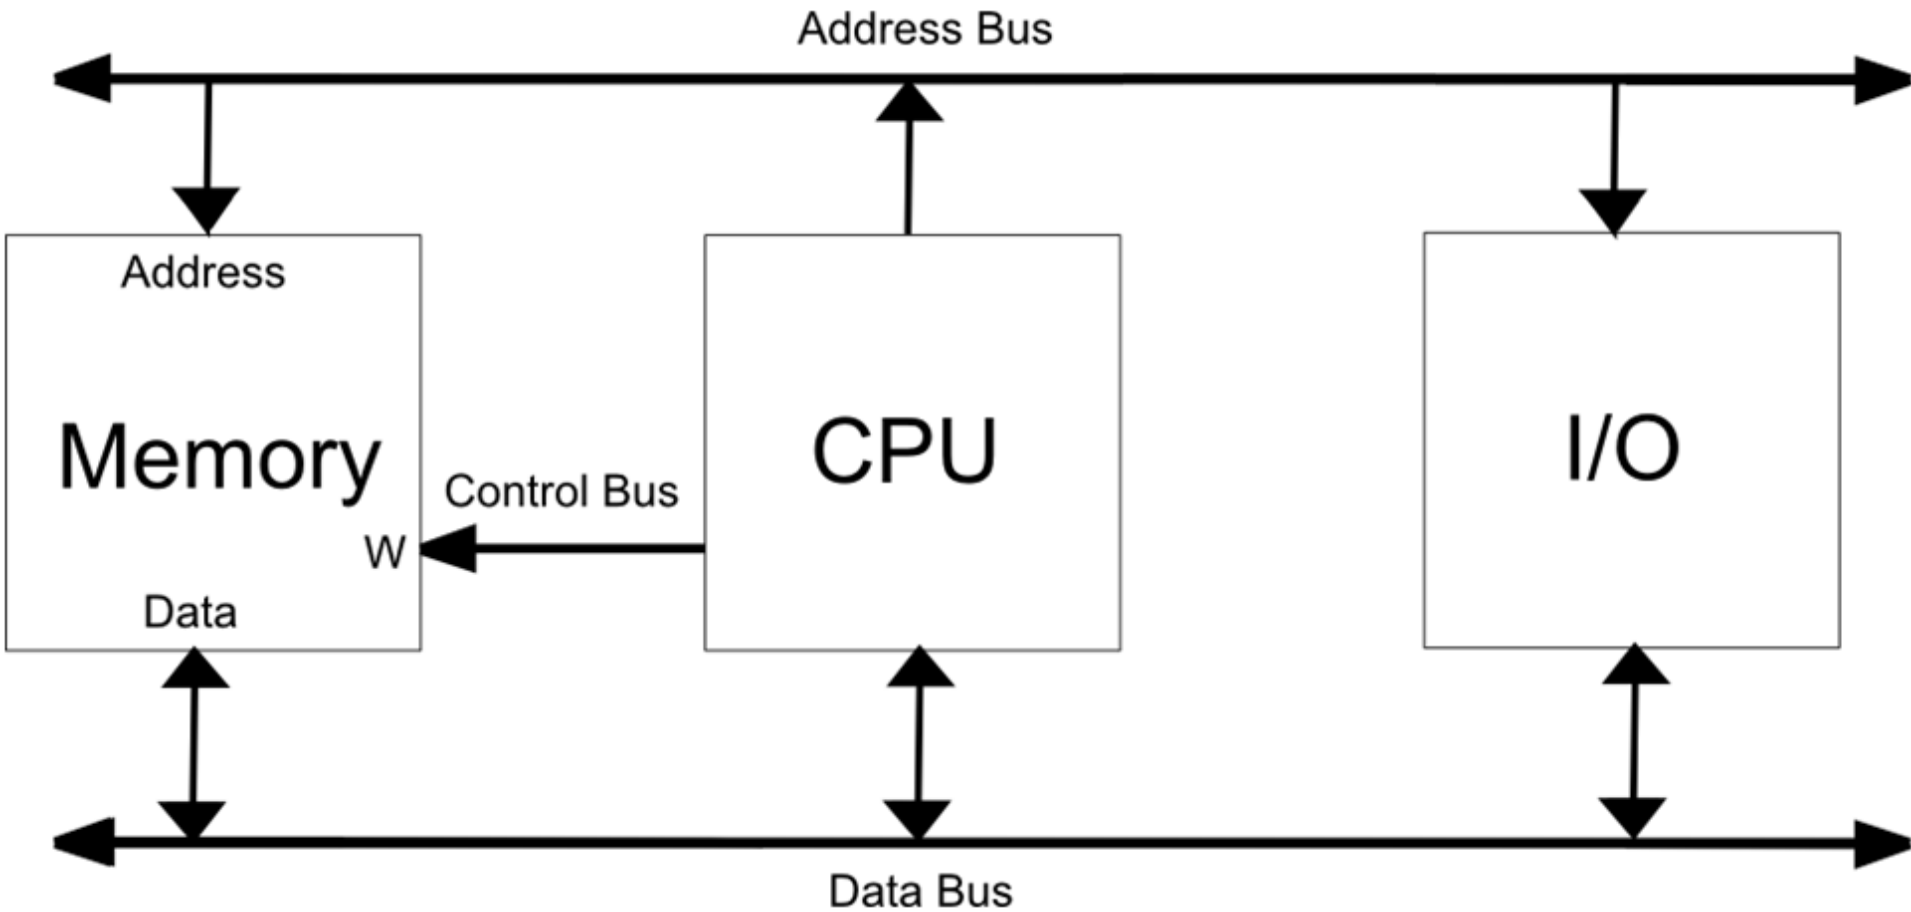 Address Bus
Address
Memory
CPU
I/O
Control Bus
W
Data
Data Bus